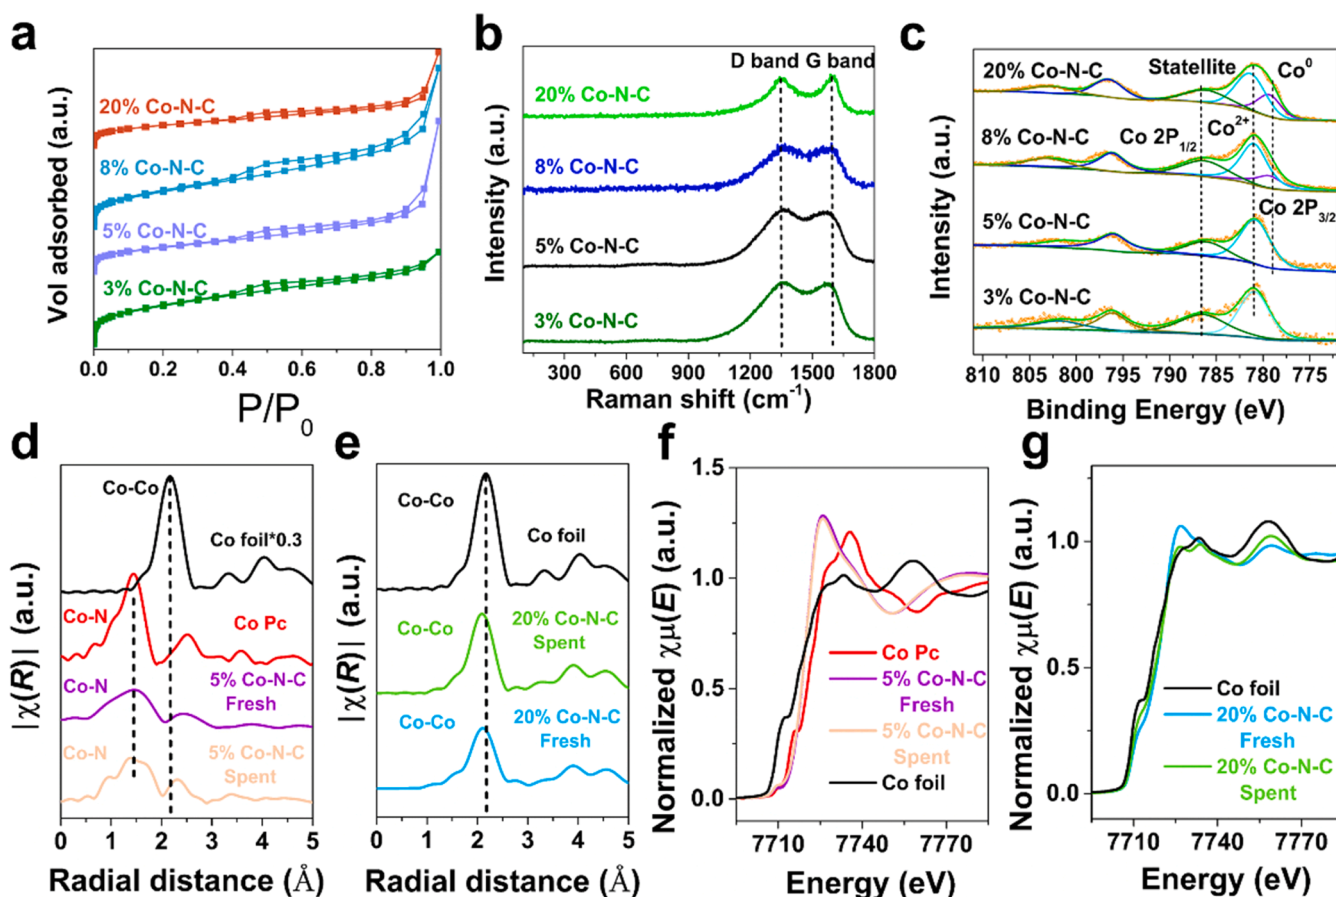 a
Vol adsorbed (a.u.)
20% Co-N-C
8% Co-N-C
5% Co-N-C
3% Co-N-C
0.0 0.2 0.4 0.6 0.8 1.0
P/P0
b
Intensity (a.u.)
D band G band
20% Co-N-C
8% Co-N-C
5% Co-N-C
3% Co-N-C
300 600 900 1200 1500 1800
Raman shift (cm-1)
c
Intensity (a.u.)
20% Co-N-C
Statellite
Co0
8% Co-N-C
Co 2P1/2
Co2+
5% Co-N-C
Co 2P3/2
3% Co-N-C
810 805 800 795 790 785 780 775
Binding Energy (eV)
d
|χ(R)| (a.u.)
Co-Co
Co foil*0.3
Co-N
Co Pc
Co-N
5% Co-N-C
Fresh
Co-N
5% Co-N-C
Spent
0 1 2 3 4 5
Radial distance (Å)
e
|χ(R)| (a.u.)
Co-Co
Co foil
Co-Co
20% Co-N-C
Spent
Co-Co
20% Co-N-C
Fresh
0 1 2 3 4 5
Radial distance (Å)
f
Normalized χμ(E) (a.u.)
1.5
1.0
0.5
0.0
Co Pc
5% Co-N-C
Fresh
5% Co-N-C
Spent
Co foil
7710 7740 7770
Energy (eV)
g
Normalized χμ(E) (a.u.)
1.0
0.5
0.0
Co foil
20% Co-N-C
Fresh
20% Co-N-C
Spent
7710 7740 7770
Energy (eV)